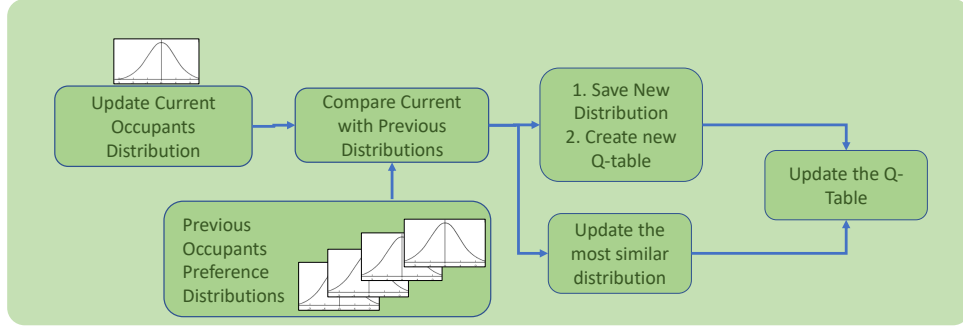 Update Current
Occupants
Distribution
Compare Current
with Previous
Distributions
1. Save New
Distribution
2. Create new
Q-table
Update the Q-
Table
Previous
Occupants
Preference
Distributions
Update the
most similar
distribution